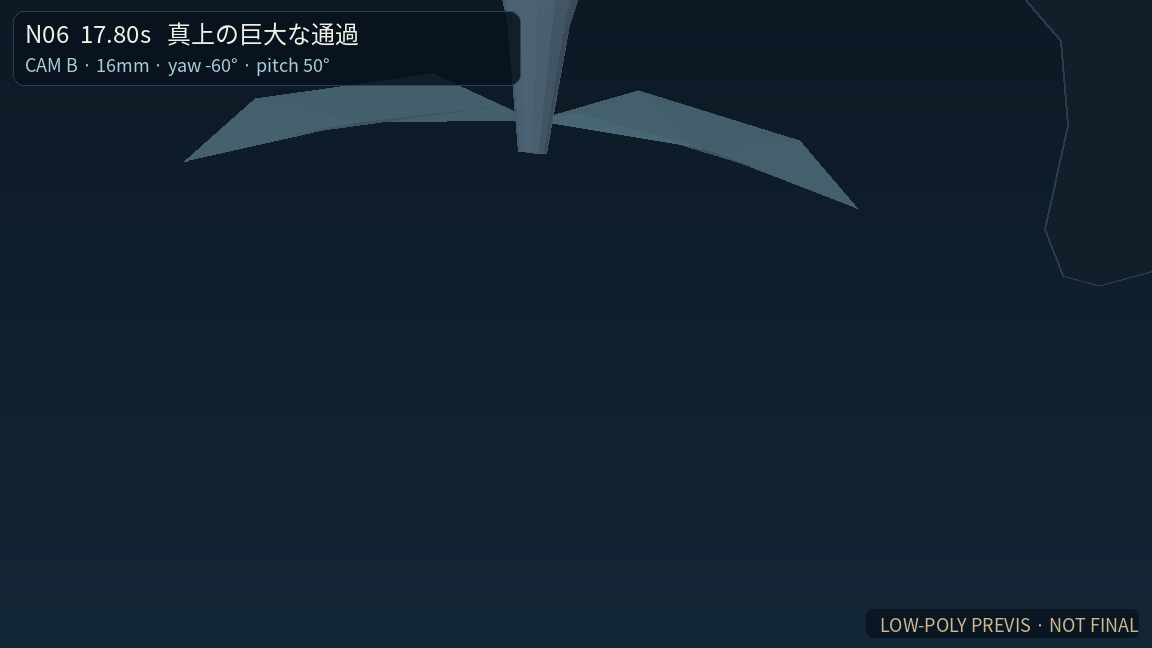 N06 17.80s 真上の巨大な通過
CAM B · 16mm · yaw -60° · pitch 50°
LOW-POLY PREVIS · NOT FINAL